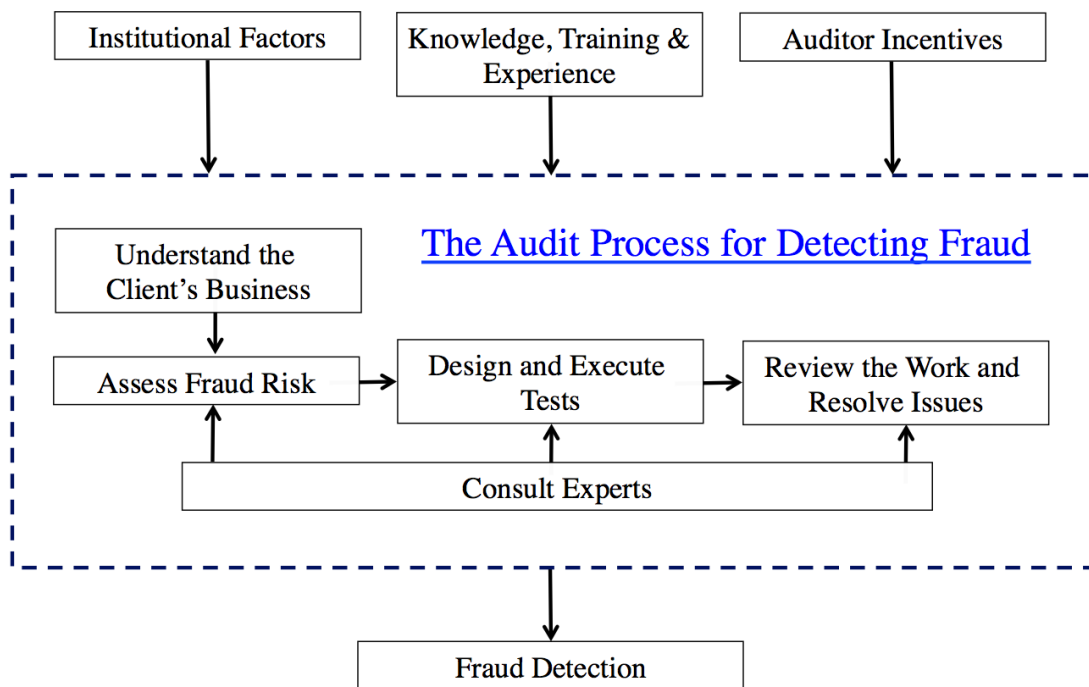 Institutional Factors
Knowledge, Training &
Experience
Auditor Incentives
The Audit Process for Detecting Fraud
Understand the
Client's Business
Assess Fraud Risk
Design and Execute
Tests
Review the Work and
Resolve Issues
Consult Experts
Fraud Detection